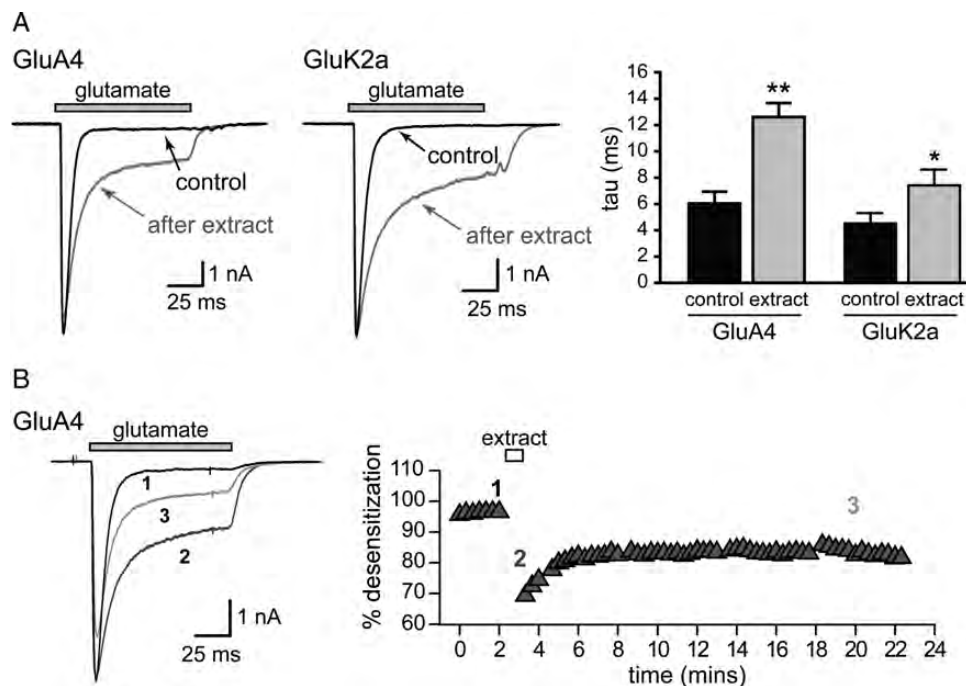 A
GluA4
glutamate
control
after extract
1 nA
25 ms
GluK2a
glutamate
control
after extract
1 nA
25 ms
tau (ms)
16
14
12
10
8
6
4
2
0
**
*
control extract control extract
GluA4 GluK2a
B
GluA4
glutamate
1
3
2
1 nA
25 ms
% desensitization
extract
110
100
90
80
70
60
1
2
3
0 2 4 6 8 10 12 14 16 18 20 22 24
time (mins)